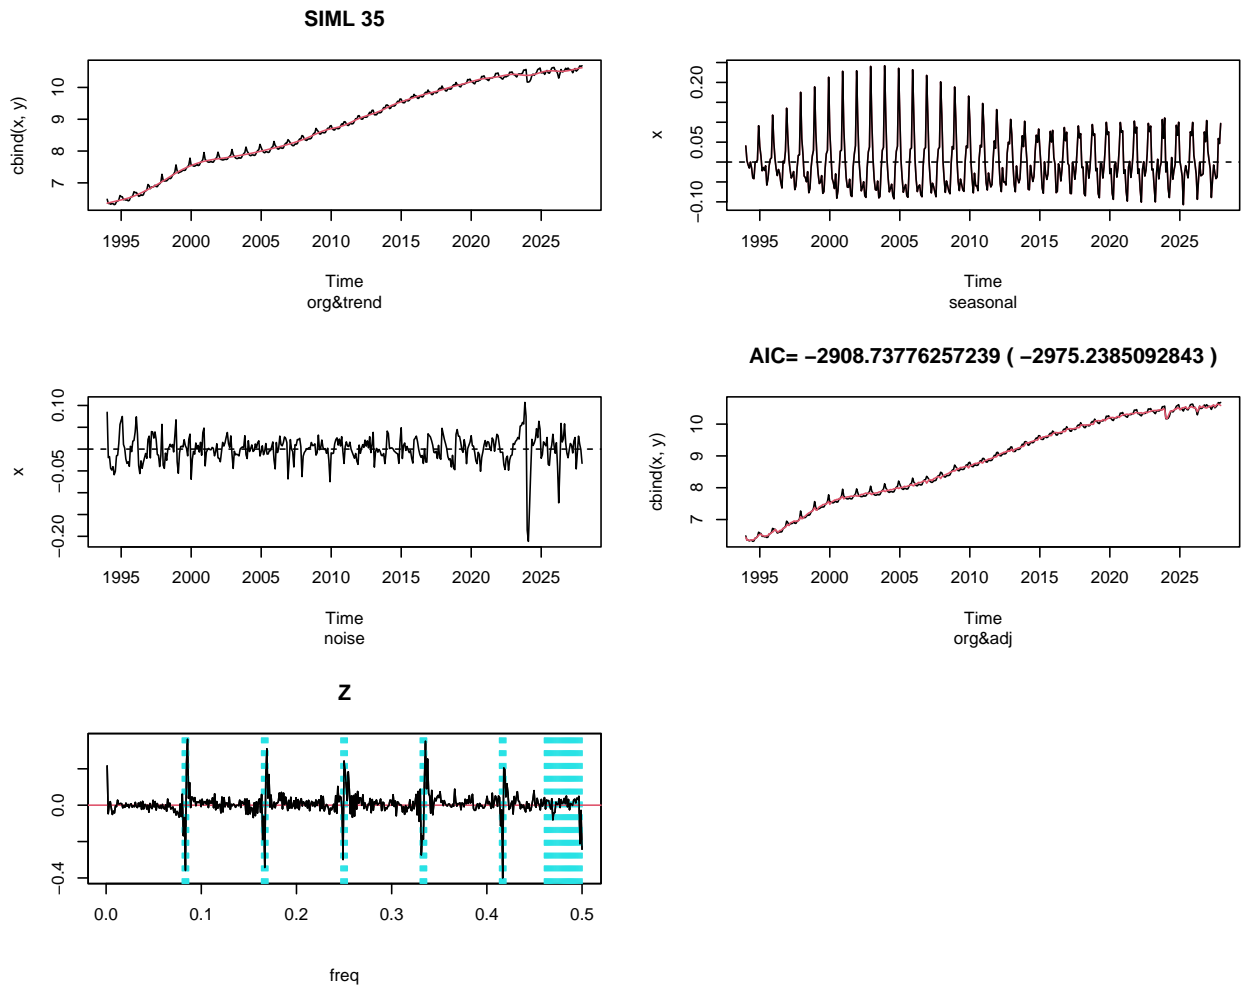 SIML 35
cbind(x, y)
7 8 9 10
1995 2000 2005 2010 2015 2020 2025
Time
org&trend
x
−0.10 0.05 0.20
1995 2000 2005 2010 2015 2020 2025
Time
seasonal
x
−0.20 −0.05 0.10
1995 2000 2005 2010 2015 2020 2025
Time
noise
AIC= −2908.73776257239 ( −2975.2385092843 )
cbind(x, y)
7 8 9 10
1995 2000 2005 2010 2015 2020 2025
Time
org&adj
Z
−0.4 0.0
0.0 0.1 0.2 0.3 0.4 0.5
freq